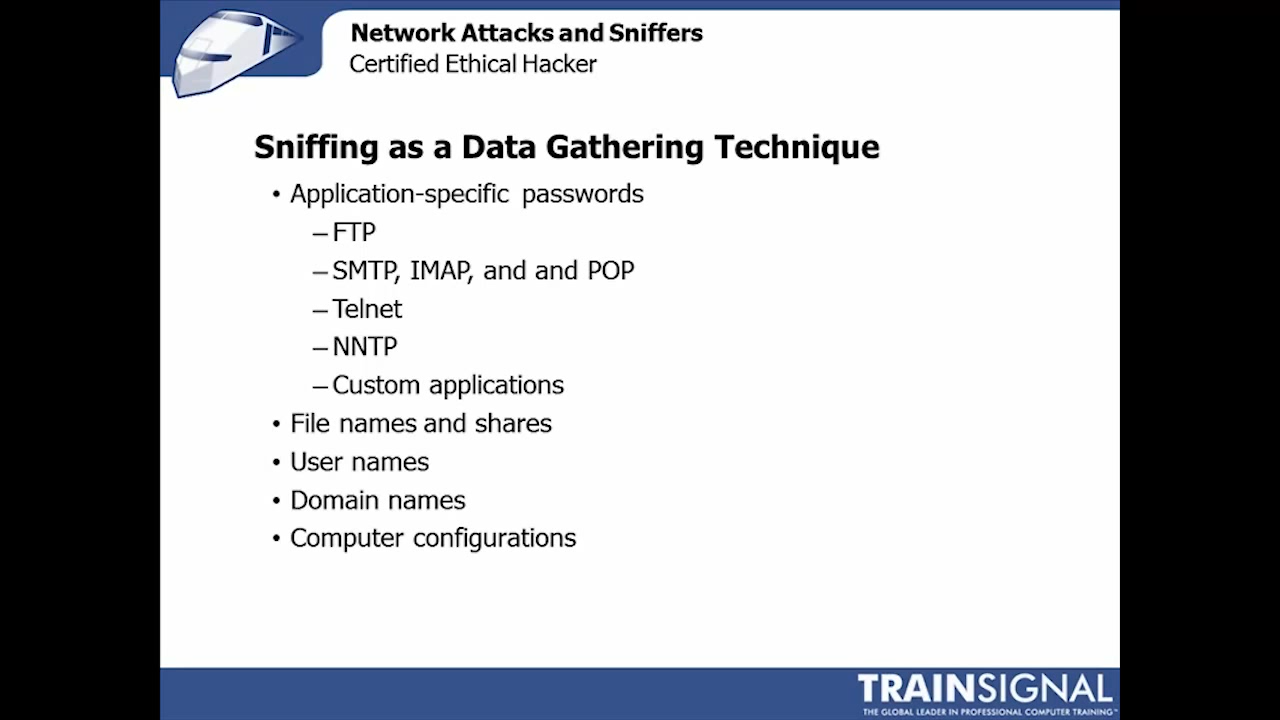 Network Attacks and Sniffers
Certified Ethical Hacker
Sniffing as a Data Gathering Technique
• Application-specific passwords
– FTP
– SMTP, IMAP, and and POP
– Telnet
– NNTP
– Custom applications
• File names and shares
• User names
• Domain names
• Computer configurations
TRAINSIGNAL
THE GLOBAL LEADER IN PROFESSIONAL COMPUTER TRAINING™